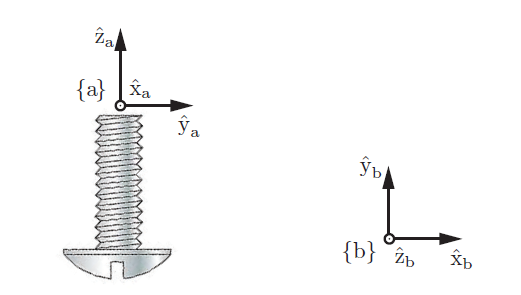 ẑa
{a} x̂a
ŷa
ŷb
{b} ẑb x̂b